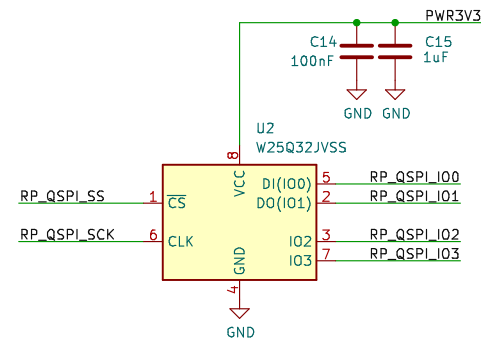 PWR3V3
C14
100nF
C15
1uF
GND
GND
U2
W25Q32JVSS
8
VCC
RP_QSPI_SS
1
CS
RP_QSPI_SCK
6
CLK
DI(IO0)
5
RP_QSPI_IO0
DO(IO1)
2
RP_QSPI_IO1
IO2
3
RP_QSPI_IO2
IO3
7
RP_QSPI_IO3
GND
4
GND